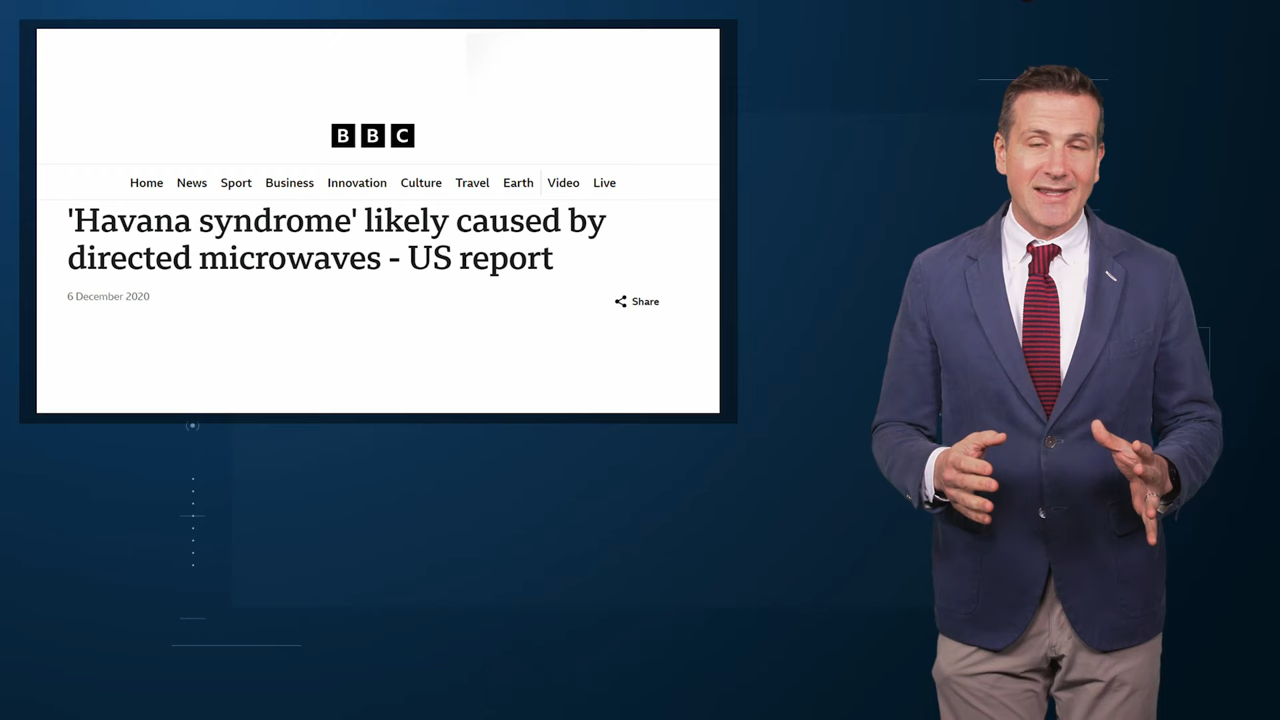 BBC
Home News Sport Business Innovation Culture Travel Earth Video Live
'Havana syndrome' likely caused by
directed microwaves - US report
6 December 2020
Share